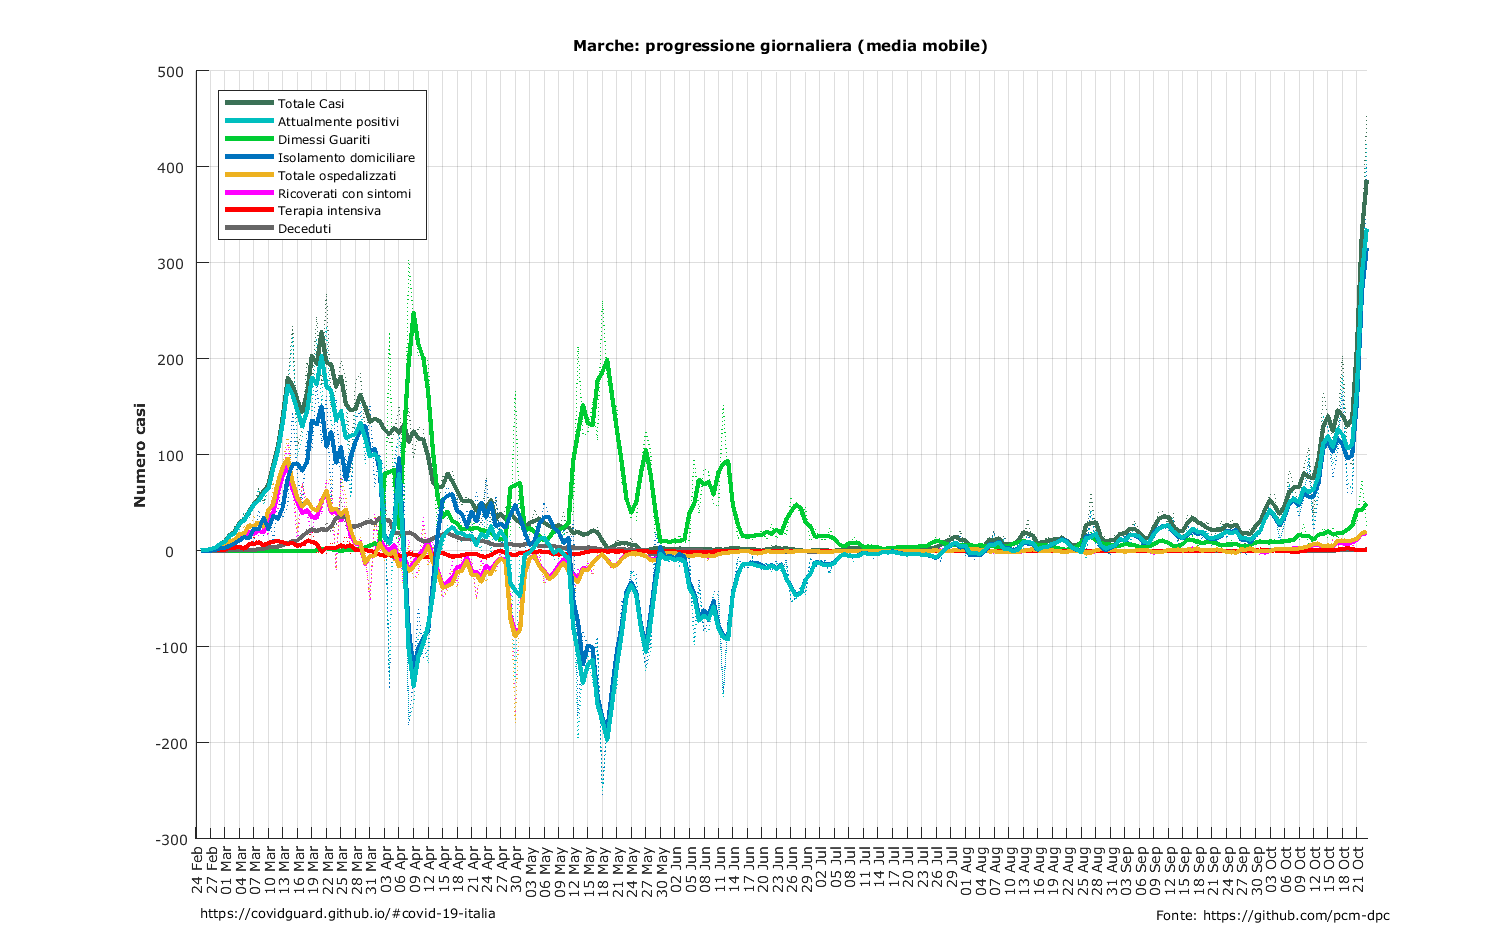 Marche: progressione giornaliera (media mobile)
500
400
300
200
100
0
-100
-200
-300
Numero casi
Totale Casi
Attualmente positivi
Dimessi Guariti
Isolamento domiciliare
Totale ospedalizzati
Ricoverati con sintomi
Terapia intensiva
Deceduti
24 Feb
27 Feb
01 Mar
04 Mar
07 Mar
10 Mar
13 Mar
16 Mar
19 Mar
22 Mar
25 Mar
28 Mar
31 Mar
03 Apr
06 Apr
09 Apr
12 Apr
15 Apr
18 Apr
21 Apr
24 Apr
27 Apr
30 Apr
03 May
06 May
09 May
12 May
15 May
18 May
21 May
24 May
27 May
30 May
02 Jun
05 Jun
08 Jun
11 Jun
14 Jun
17 Jun
20 Jun
23 Jun
26 Jun
29 Jun
02 Jul
05 Jul
08 Jul
11 Jul
14 Jul
17 Jul
20 Jul
23 Jul
26 Jul
29 Jul
01 Aug
04 Aug
07 Aug
10 Aug
13 Aug
16 Aug
19 Aug
22 Aug
25 Aug
28 Aug
31 Aug
03 Sep
06 Sep
09 Sep
12 Sep
15 Sep
18 Sep
21 Sep
24 Sep
27 Sep
30 Sep
03 Oct
06 Oct
09 Oct
12 Oct
15 Oct
18 Oct
21 Oct
https://covidguard.github.io/#covid-19-italia
Fonte: https://github.com/pcm-dpc